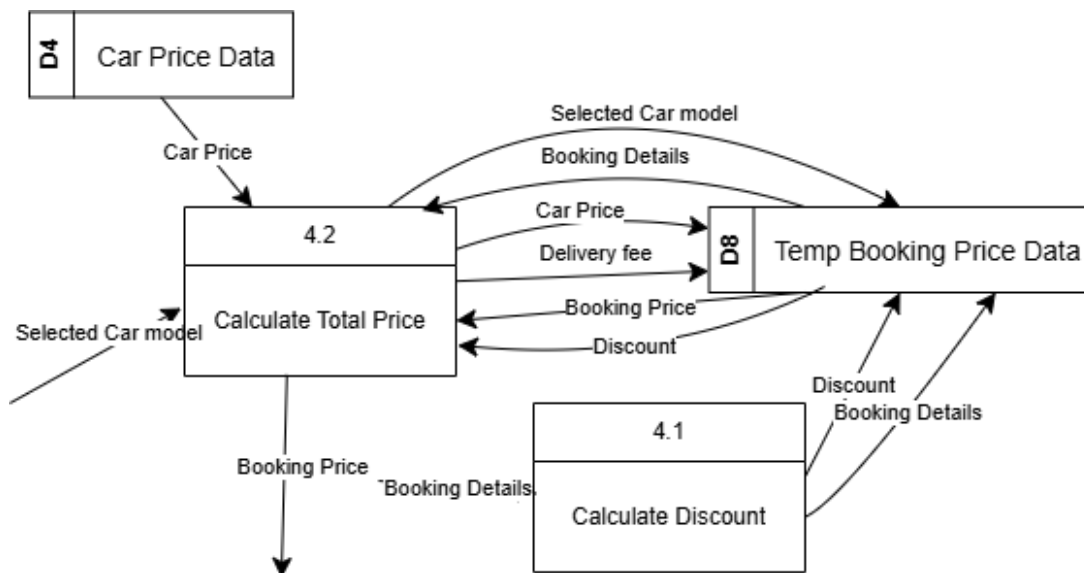 D4
Car Price Data
Car Price
Selected Car model
Booking Details
4.2
Car Price
D8
Temp Booking Price Data
Delivery fee
Booking Price
Calculate Total Price
Selected Car model
Discount
Discount
Booking Details
4.1
Booking Price
Booking Details
Calculate Discount